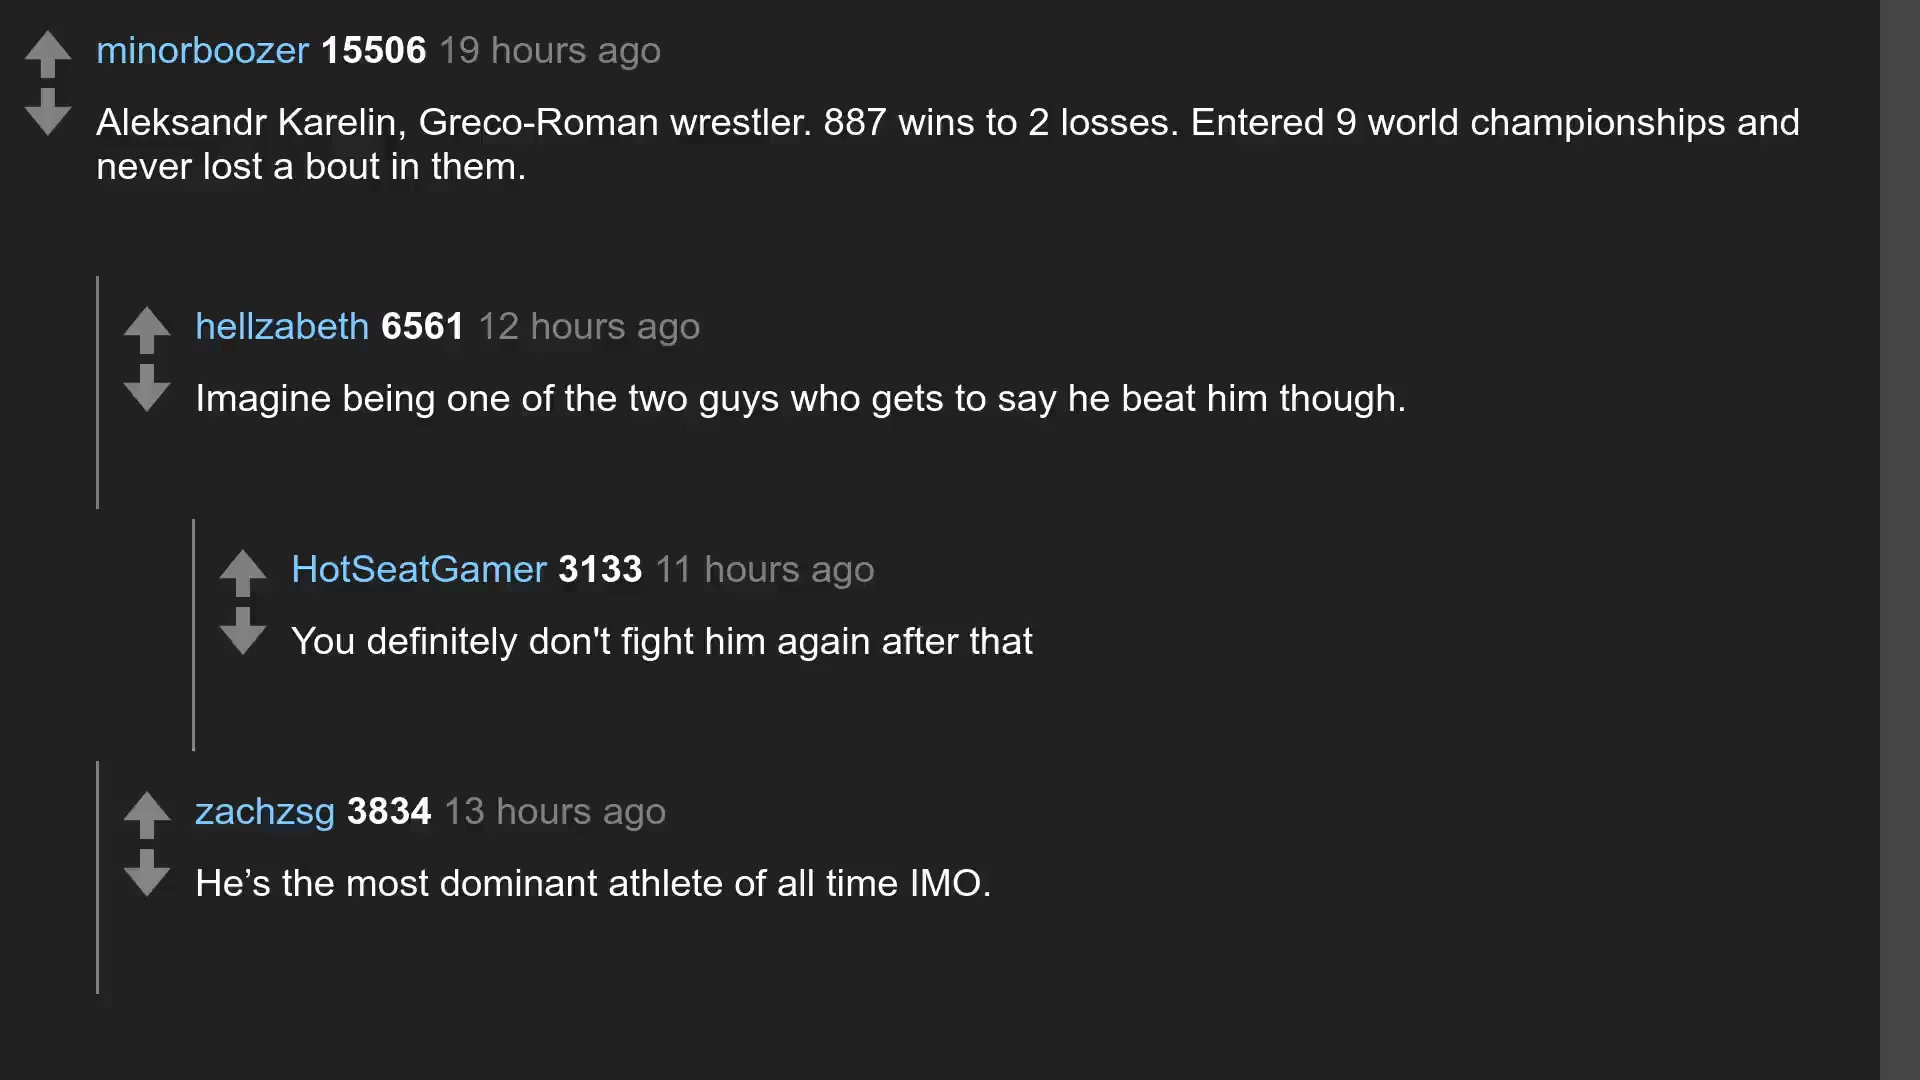 minorboozer 15506 19 hours ago
Aleksandr Karelin, Greco-Roman wrestler. 887 wins to 2 losses. Entered 9 world championships and
never lost a bout in them.
hellzabeth 6561 12 hours ago
Imagine being one of the two guys who gets to say he beat him though.
HotSeatGamer 3133 11 hours ago
You definitely don't fight him again after that
zachzsg 3834 13 hours ago
He’s the most dominant athlete of all time IMO.